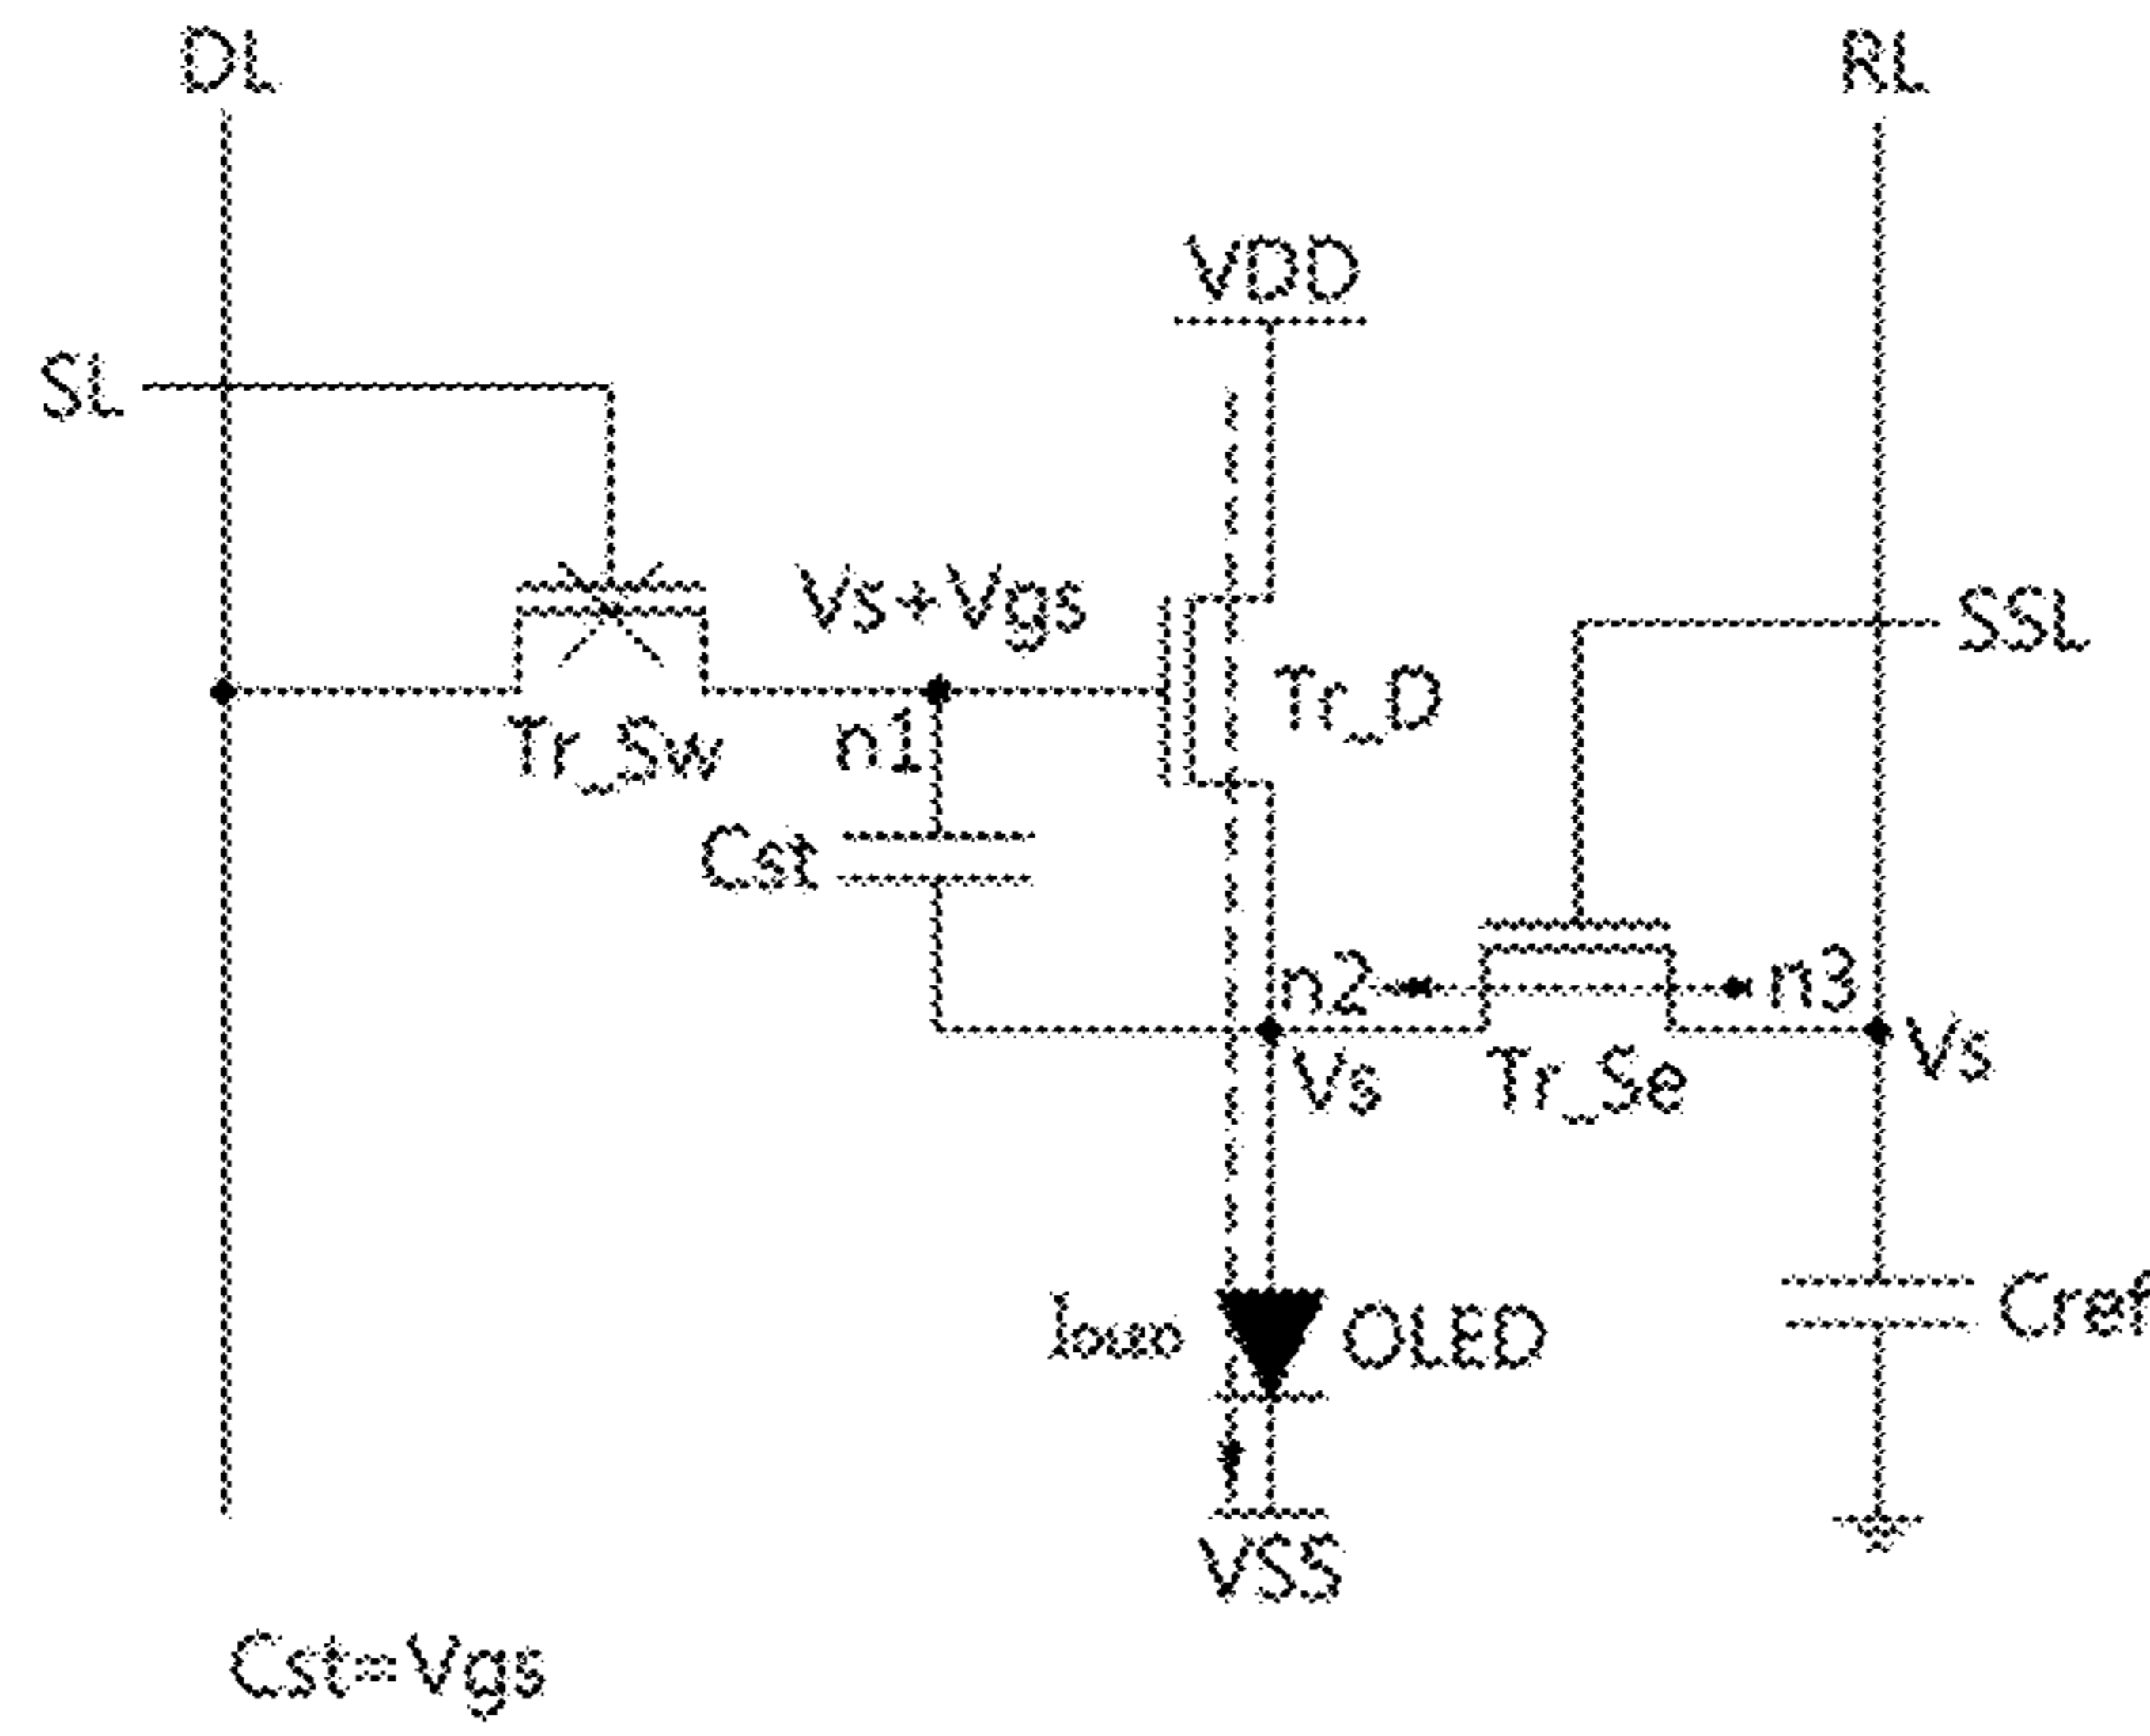 DL
RL
VDD
SL
Vs+Vgs
SSL
Tr_D
Tr_Sw
n1
Cst
n2
n3
Vs
Vs
Tr_Se
Cref
OLED
VSS
Cst=Vgs